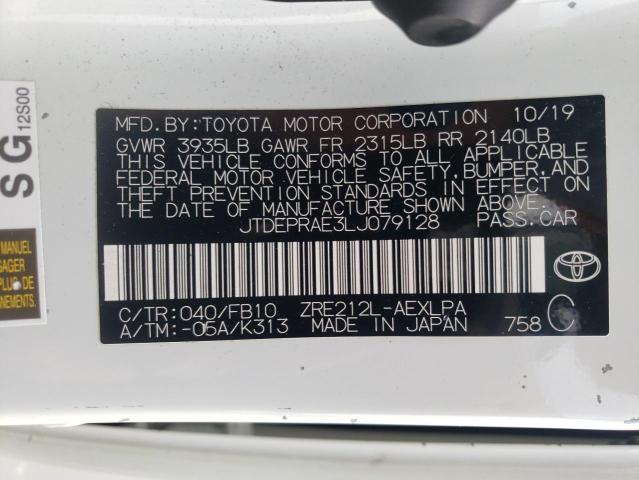 MFD. BY:TOYOTA MOTOR CORPORATION 10/19
GVWR 3935LB GAWR FR 2315LB RR 2140LB
THIS VEHICLE CONFORMS TO ALL APPLICABLE
FEDERAL MOTOR VEHICLE SAFETY,BUMPER,AND
THEFT PREVENTION STANDARDS IN EFFECT ON
THE DATE OF MANUFACTURE SHOWN ABOVE.
JTDEPRAE3LJ079128 PASS.CAR
C/TR:040/FB10 ZRE212L-AEXLPA
A/TM:-05A/K313 MADE IN JAPAN 758 C
SG 12S00
MANUEL
SAGER
PLUS DE
NEMENTS.